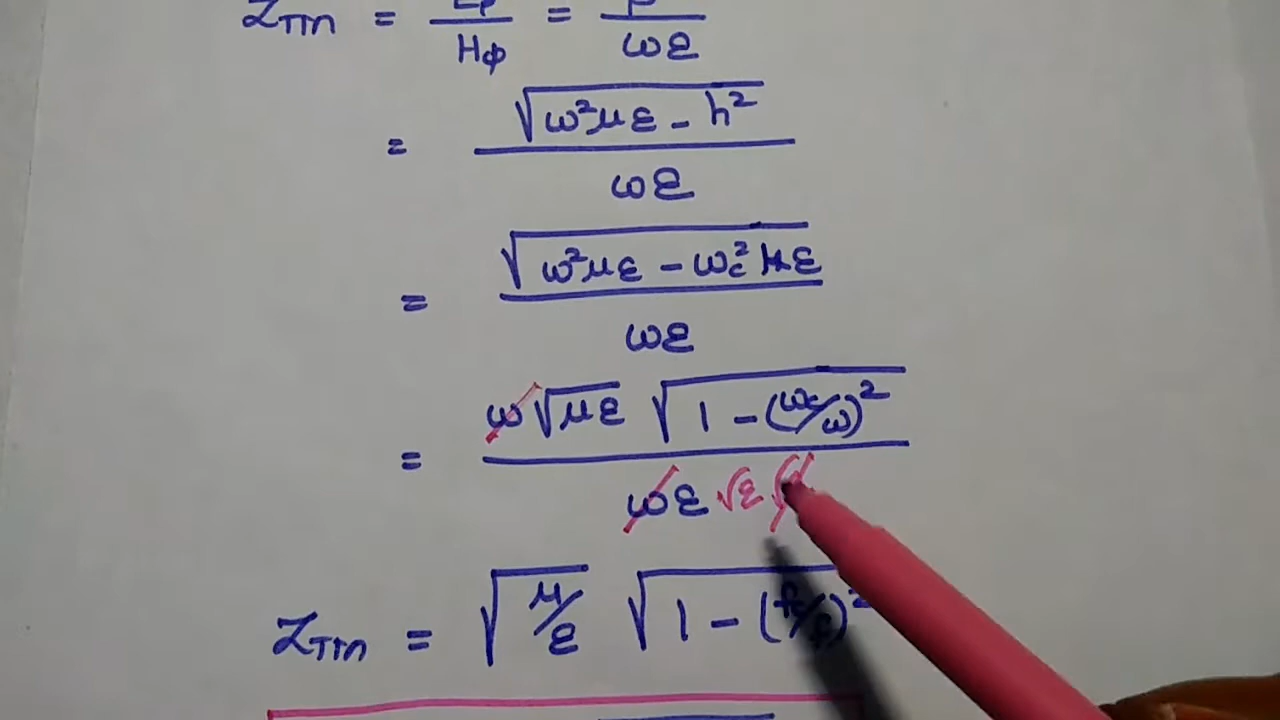 Z_TM = E_ρ / H_φ = β / ωε
= √(ω²με - h²) / ωε
= √(ω²με - ω_c²με) / ωε
= ω√με √(1 - (ω_c/ω)²) / ωε √ε
Z_TM = √(μ/ε) √(1 - (f_c/f)²)